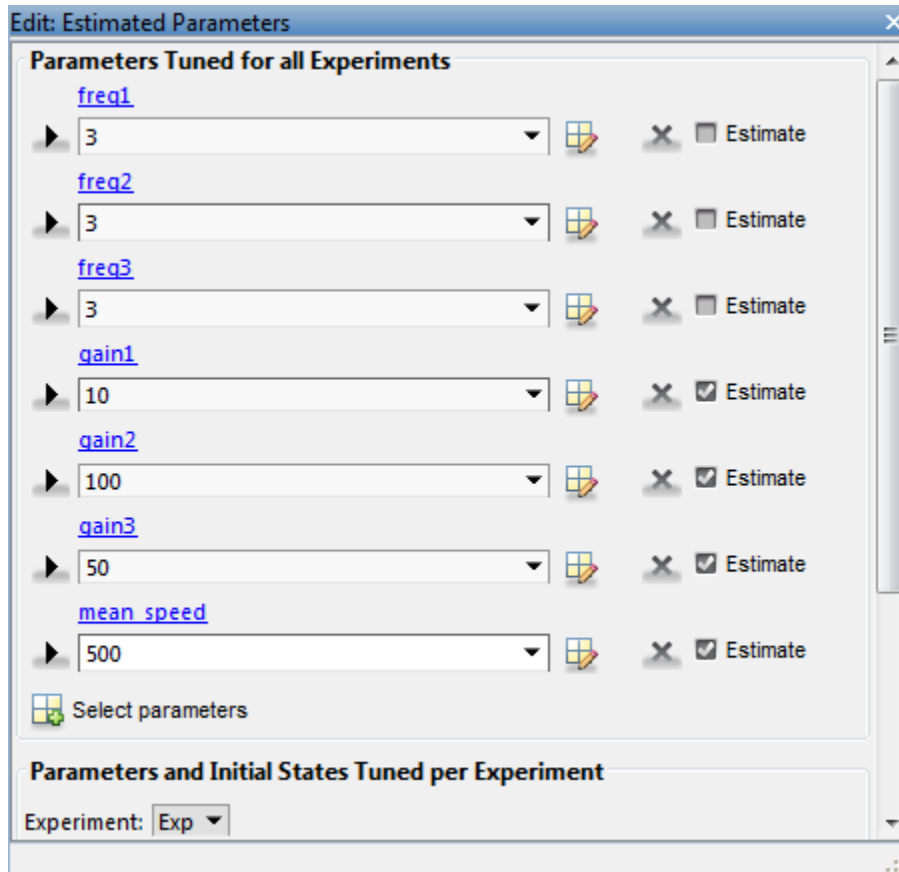 Edit: Estimated Parameters
Parameters Tuned for all Experiments
freq1
3
Estimate
freq2
3
Estimate
freq3
3
Estimate
gain1
10
Estimate
gain2
100
Estimate
gain3
50
Estimate
mean_speed
500
Estimate
Select parameters
Parameters and Initial States Tuned per Experiment
Experiment: Exp